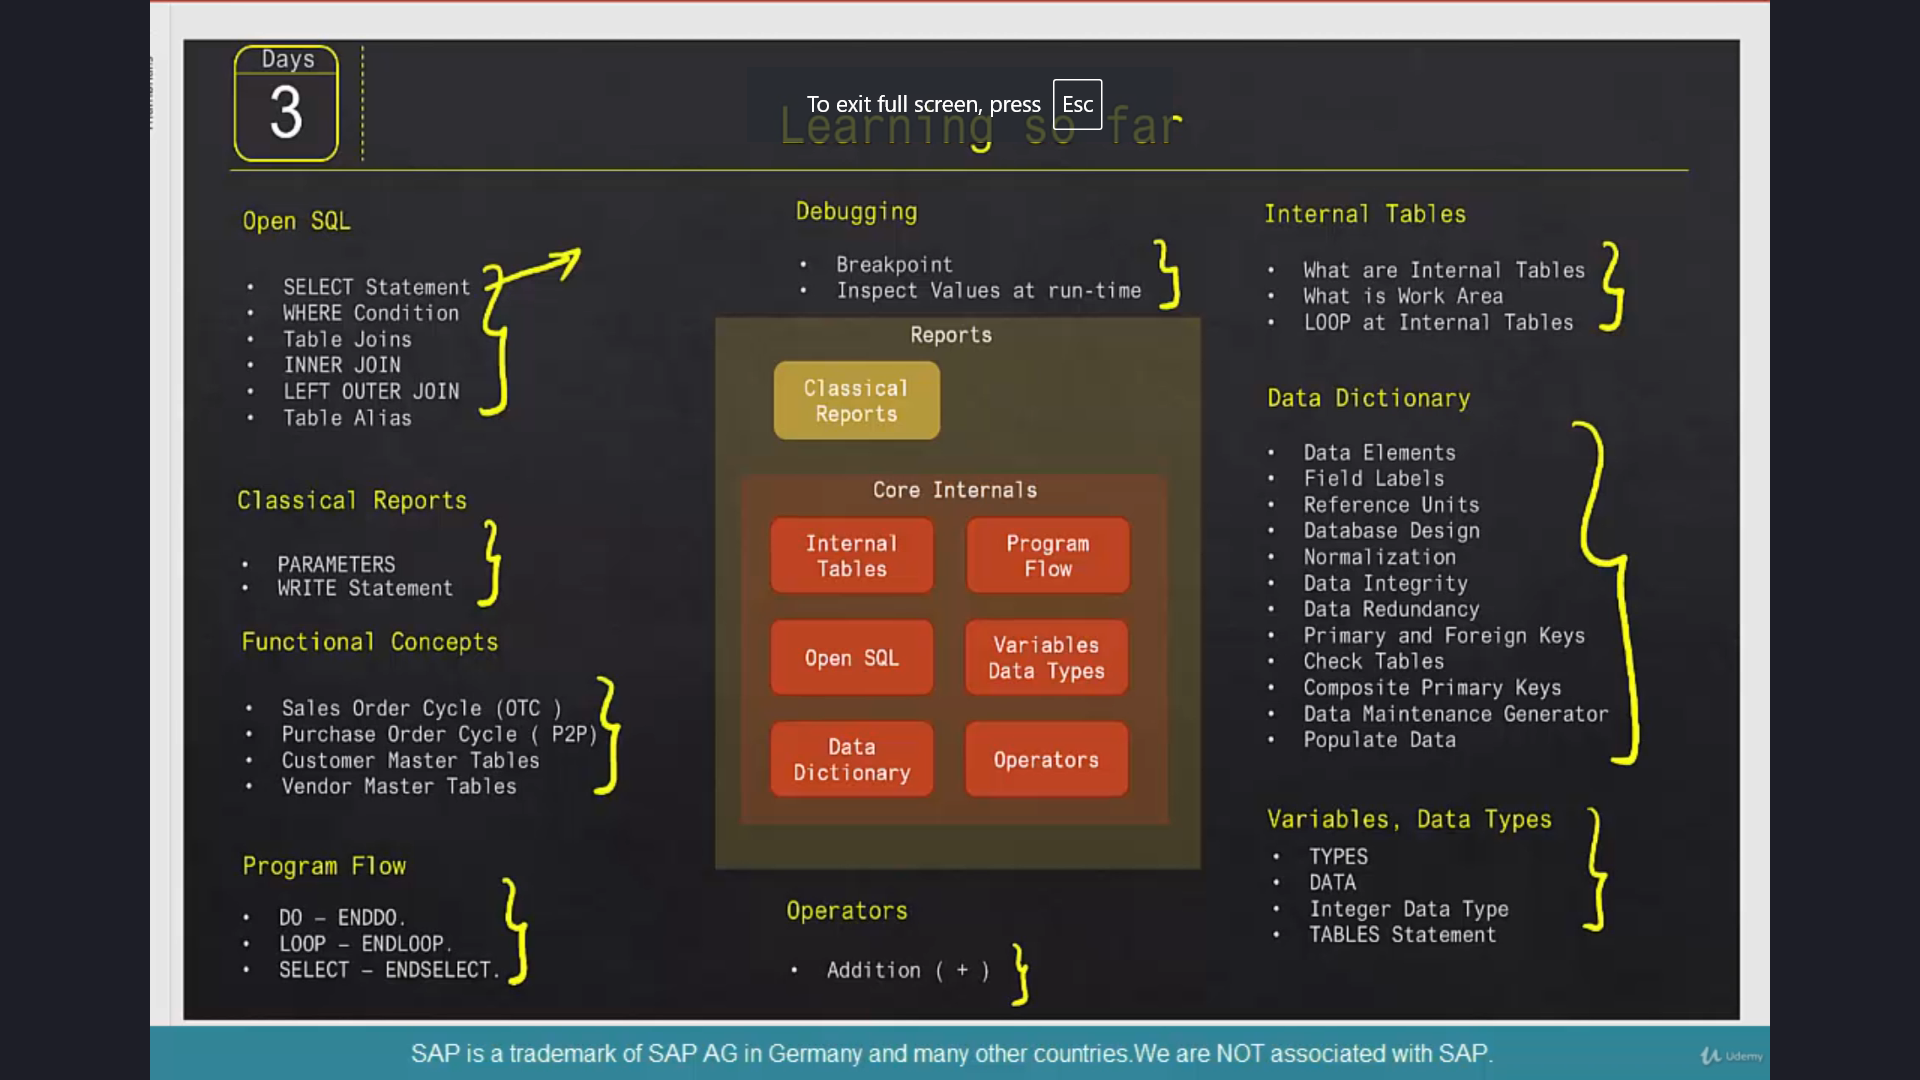 Days
3
To exit full screen, press Esc
Learning so far
Open SQL
• SELECT Statement
• WHERE Condition
• Table Joins
• INNER JOIN
• LEFT OUTER JOIN
• Table Alias
Classical Reports
• PARAMETERS
• WRITE Statement
Functional Concepts
• Sales Order Cycle (OTC )
• Purchase Order Cycle ( P2P)
• Customer Master Tables
• Vendor Master Tables
Program Flow
• DO – ENDDO.
• LOOP – ENDLOOP.
• SELECT – ENDSELECT.
Debugging
• Breakpoint
• Inspect Values at run-time
Reports
Classical
Reports
Core Internals
Internal
Tables
Program
Flow
Open SQL
Variables
Data Types
Data
Dictionary
Operators
Operators
• Addition ( + )
Internal Tables
• What are Internal Tables
• What is Work Area
• LOOP at Internal Tables
Data Dictionary
• Data Elements
• Field Labels
• Reference Units
• Database Design
• Normalization
• Data Integrity
• Data Redundancy
• Primary and Foreign Keys
• Check Tables
• Composite Primary Keys
• Data Maintenance Generator
• Populate Data
Variables, Data Types
• TYPES
• DATA
• Integer Data Type
• TABLES Statement
SAP is a trademark of SAP AG in Germany and many other countries.We are NOT associated with SAP.
Udemy